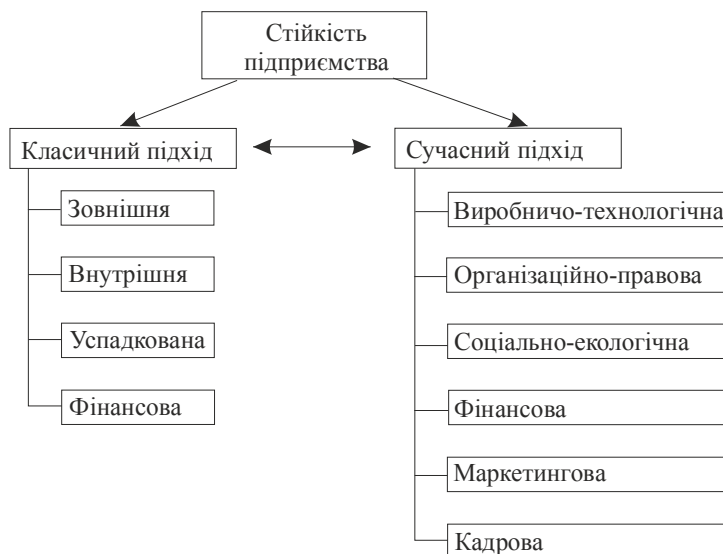 Стійкість
підприємства
Класичний підхід
Зовнішня
Внутрішня
Успадкована
Фінансова
Сучасний підхід
Виробничо-технологічна
Організаційно-правова
Соціально-екологічна
Фінансова
Маркетингова
Кадрова